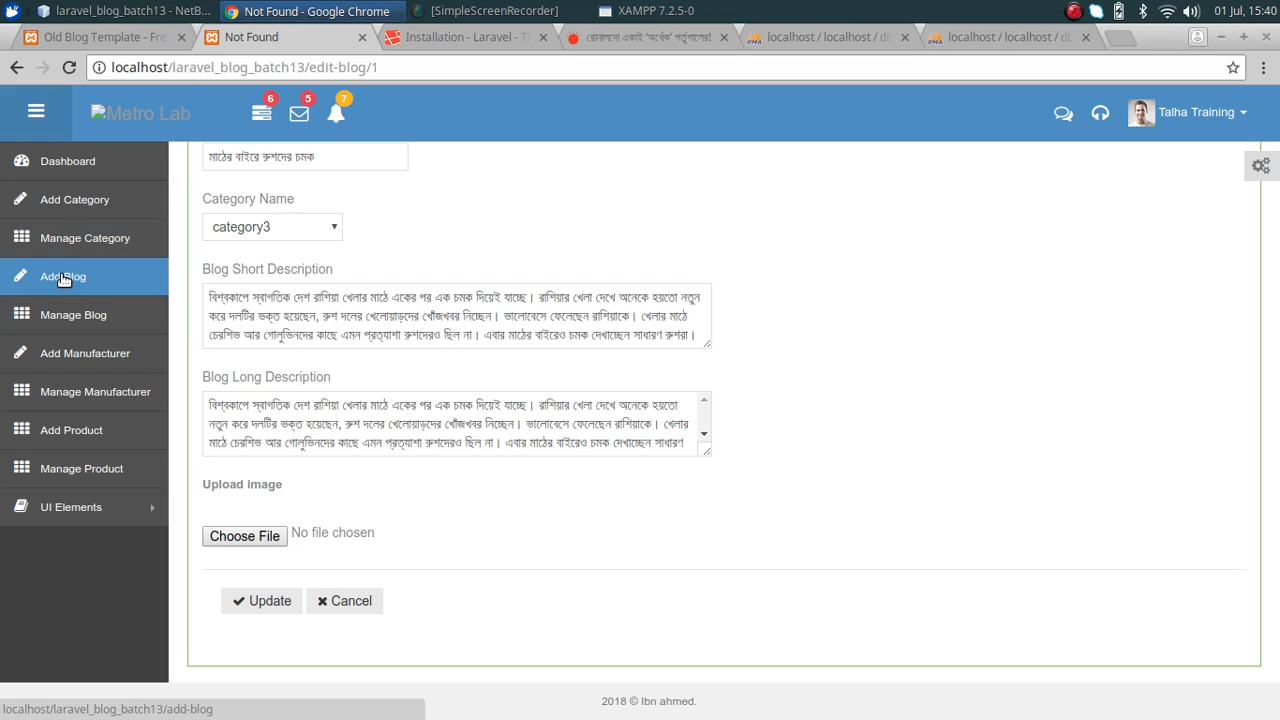 laravel_blog_batch13 - NetB...
Not Found - Google Chrome
[SimpleScreenRecorder]
XAMPP 7.2.5-0
01 Jul, 15:40
Old Blog Template - Fre
Not Found
Installation - Laravel - Th
রোনালদো একাই 'অর্ধেক' পর্তুগালের!
localhost / localhost / db
localhost / localhost / db
localhost/laravel_blog_batch13/edit-blog/1
Metro Lab
6
5
7
Talha Training
Dashboard
Add Category
Manage Category
Add Blog
Manage Blog
Add Manufacturer
Manage Manufacturer
Add Product
Manage Product
UI Elements
মাঠের বাইরে রুশদের চমক
Category Name
category3
Blog Short Description
বিশ্বকাপে স্বাগতিক দেশ রাশিয়া খেলার মাঠে একের পর এক চমক দিয়েই যাচ্ছে। রাশিয়ার খেলা দেখে অনেকে হয়তো নতুন
করে দলটির ভক্ত হয়েছেন, রুশ দলের খেলোয়াড়দের খোঁজখবর নিচ্ছেন। ভালোবেসে ফেলেছেন রাশিয়াকে। খেলার মাঠে
চেরশিভ আর গোলুভিনদের কাছে এমন প্রত্যাশা রুশদেরও ছিল না। এবার মাঠের বাইরেও চমক দেখাচ্ছেন সাধারণ রুশরা।
Blog Long Description
বিশ্বকাপে স্বাগতিক দেশ রাশিয়া খেলার মাঠে একের পর এক চমক দিয়েই যাচ্ছে। রাশিয়ার খেলা দেখে অনেকে হয়তো
নতুন করে দলটির ভক্ত হয়েছেন, রুশ দলের খেলোয়াড়দের খোঁজখবর নিচ্ছেন। ভালোবেসে ফেলেছেন রাশিয়াকে। খেলার
মাঠে চেরশিভ আর গোলুভিনদের কাছে এমন প্রত্যাশা রুশদেরও ছিল না। এবার মাঠের বাইরেও চমক দেখাচ্ছেন সাধারণ
Upload image
Choose File No file chosen
Update
Cancel
2018 © Ibn ahmed.
localhost/laravel_blog_batch13/add-blog